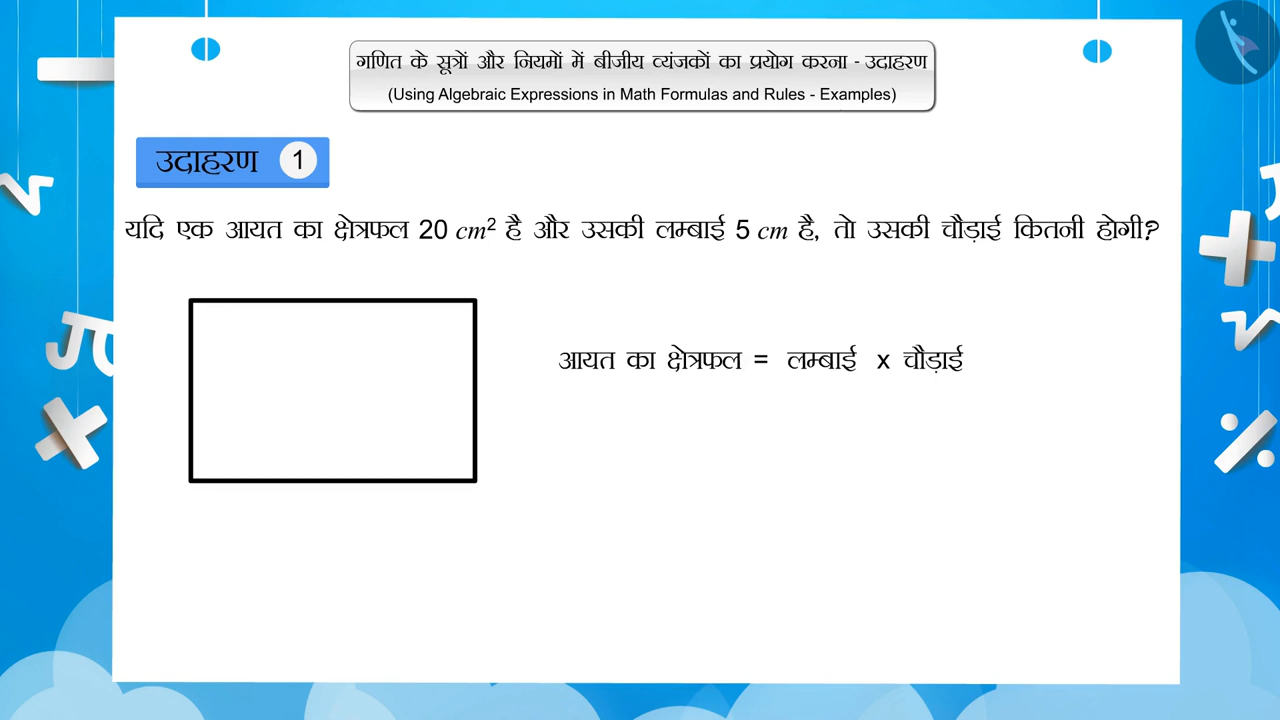 गणित के सूत्रों और नियमों में बीजीय व्यंजकों का प्रयोग करना - उदाहरण
(Using Algebraic Expressions in Math Formulas and Rules - Examples)
उदाहरण 1
यदि एक आयत का क्षेत्रफल 20 cm² है और उसकी लम्बाई 5 cm है, तो उसकी चौड़ाई कितनी होगी?
आयत का क्षेत्रफल = लम्बाई x चौड़ाई